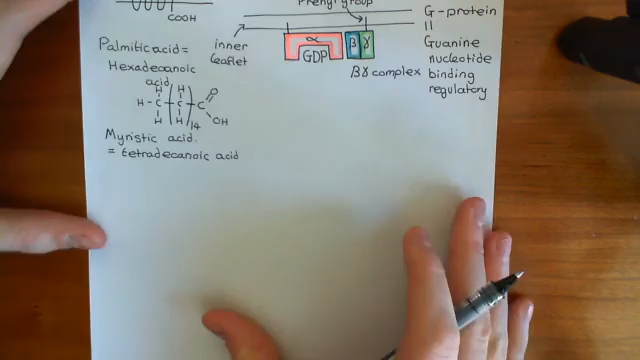 Phenyl group
COOH
G-protein
||
Guanine
nucleotide
binding
regulatory
α
GDP
β γ
βγ complex
inner
leaflet
Palmitic acid =
Hexadecanoic
acid
H H O
H - C - C - C
H H 14 OH
Myristic acid.
= tetradecanoic acid